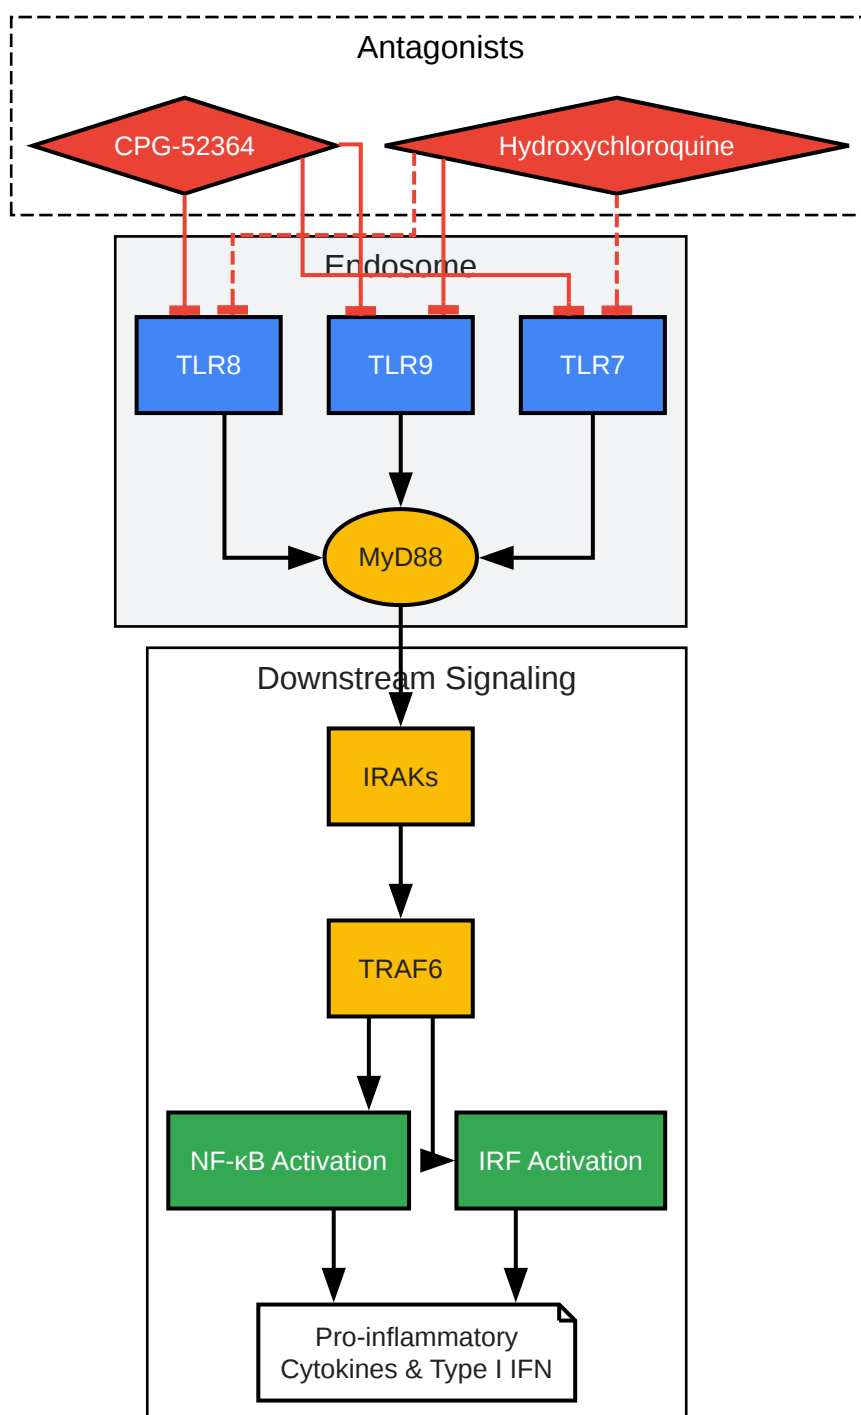 Antagonists
CPG-52364
Hydroxychloroquine
Endosome
TLR8
TLR9
TLR7
MyD88
Downstream Signaling
IRAKs
TRAF6
NF-κB Activation
IRF Activation
Pro-inflammatory
Cytokines & Type I IFN